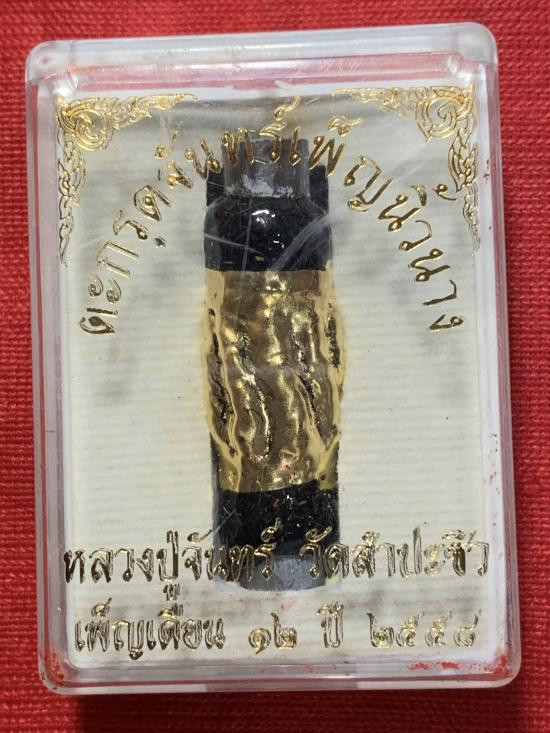 ตะกรุดจันทร์เพ็ญนิ้วนาง
หลวงปู่จันทร์ วัดสำปะซิว
เพ็ญเดือน ๑๒ ปี ๒๕๕๘